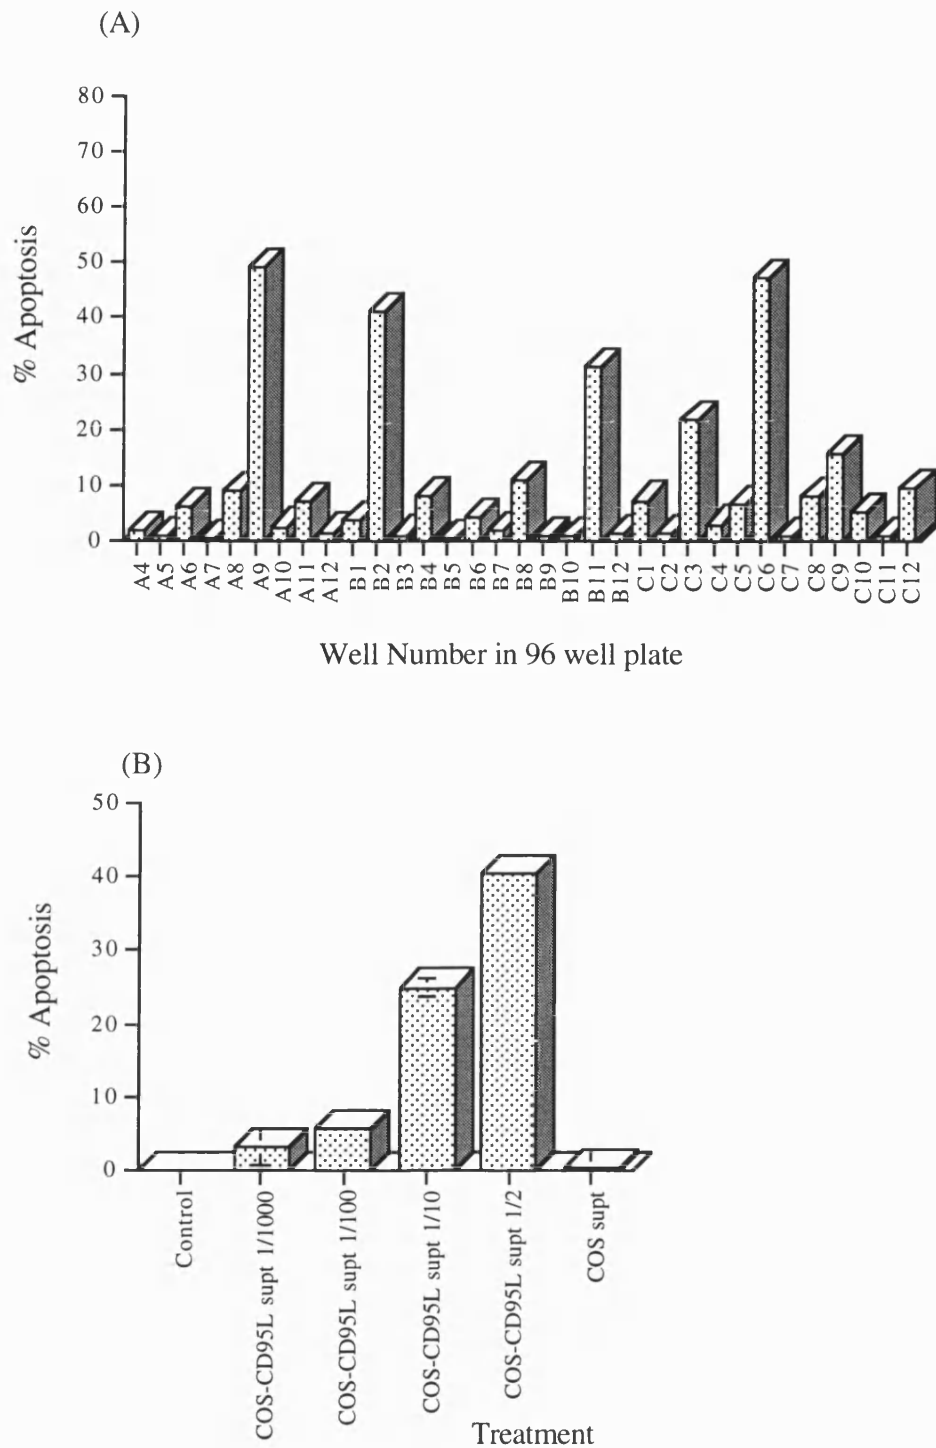 (A)
80
70
60
50
40
30
20
10
0
% Apoptosis
A4
A5
A6
A7
A8
A9
A10
A11
A12
B1
B2
B3
B4
B5
B6
B7
B8
B9
B10
B11
B12
C1
C2
C3
C4
C5
C6
C7
C8
C9
C10
C11
C12
Well Number in 96 well plate
(B)
50
40
30
20
10
0
% Apoptosis
Control
COS-CD95L supt 1/1000
COS-CD95L supt 1/100
COS-CD95L supt 1/10
COS-CD95L supt 1/2
COS supt
Treatment